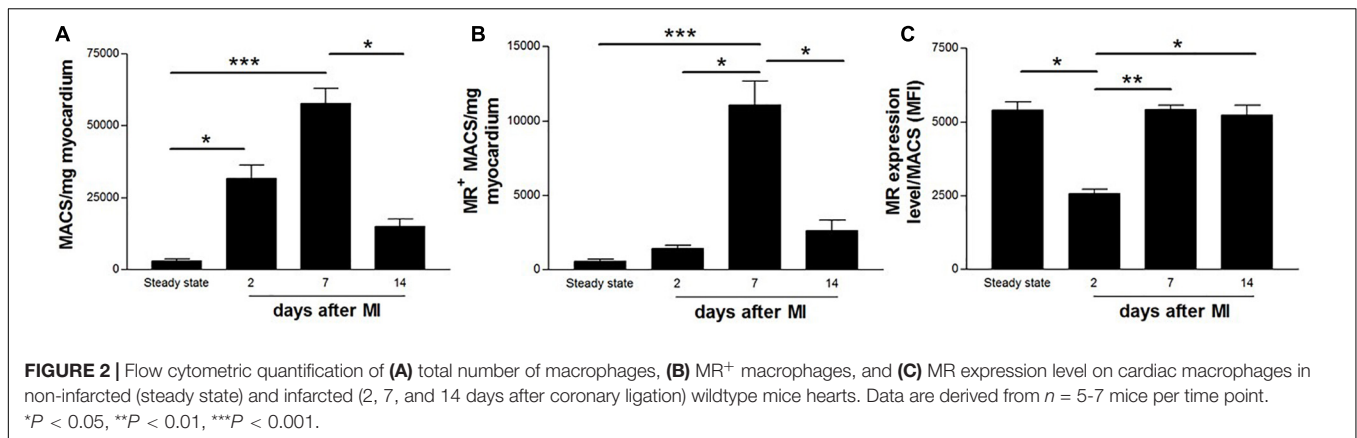 A
MACS/mg myocardium
75000
50000
25000
0
*
***
*
Steady state 2 7 14
days after MI
B
MR+ MACS/mg
myocardium
15000
10000
5000
0
***
*
*
Steady state 2 7 14
days after MI
C
MR expression
level/MACS (MFI)
7500
5000
2500
0
*
*
**
Steady state 2 7 14
days after MI
FIGURE 2 | Flow cytometric quantification of (A) total number of macrophages, (B) MR+ macrophages, and (C) MR expression level on cardiac macrophages in
non-infarcted (steady state) and infarcted (2, 7, and 14 days after coronary ligation) wildtype mice hearts. Data are derived from n = 5-7 mice per time point.
*P < 0.05, **P < 0.01, ***P < 0.001.